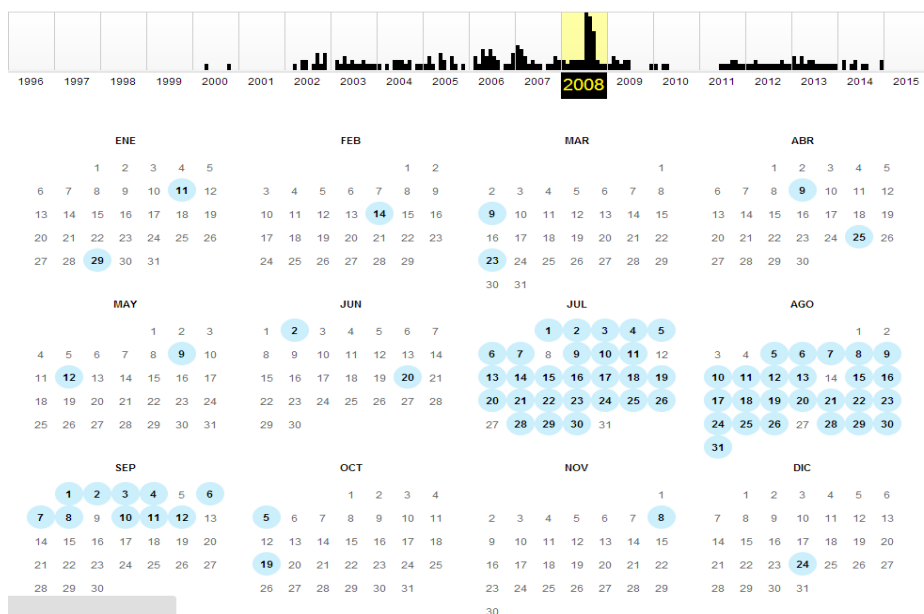 1996 1997 1998 1999 2000 2001 2002 2003 2004 2005 2006 2007 2008 2009 2010 2011 2012 2013 2014 2015
ENE FEB MAR ABR
1 2 3 4 5 1 2 1 1 2 3 4 5
6 7 8 9 10 11 12 3 4 5 6 7 8 9 2 3 4 5 6 7 8 6 7 8 9 10 11 12
13 14 15 16 17 18 19 10 11 12 13 14 15 16 9 10 11 12 13 14 15 13 14 15 16 17 18 19
20 21 22 23 24 25 26 17 18 19 20 21 22 23 16 17 18 19 20 21 22 20 21 22 23 24 25 26
27 28 29 30 31 24 25 26 27 28 29 23 24 25 26 27 28 29 27 28 29 30
30 31
MAY JUN JUL AGO
1 2 3 1 2 3 4 5 6 7 1 2 3 4 5 1 2
4 5 6 7 8 9 10 8 9 10 11 12 13 14 6 7 8 9 10 11 12 3 4 5 6 7 8 9
11 12 13 14 15 16 17 15 16 17 18 19 20 21 13 14 15 16 17 18 19 10 11 12 13 14 15 16
18 19 20 21 22 23 24 22 23 24 25 26 27 28 20 21 22 23 24 25 26 17 18 19 20 21 22 23
25 26 27 28 29 30 31 29 30 27 28 29 30 31 24 25 26 27 28 29 30
31
SEP OCT NOV DIC
1 2 3 4 5 6 1 2 3 4 1 1 2 3 4 5 6
7 8 9 10 11 12 13 5 6 7 8 9 10 11 2 3 4 5 6 7 8 7 8 9 10 11 12 13
14 15 16 17 18 19 20 12 13 14 15 16 17 18 9 10 11 12 13 14 15 14 15 16 17 18 19 20
21 22 23 24 25 26 27 19 20 21 22 23 24 25 16 17 18 19 20 21 22 21 22 23 24 25 26 27
28 29 30 26 27 28 29 30 31 23 24 25 26 27 28 29 28 29 30 31
30